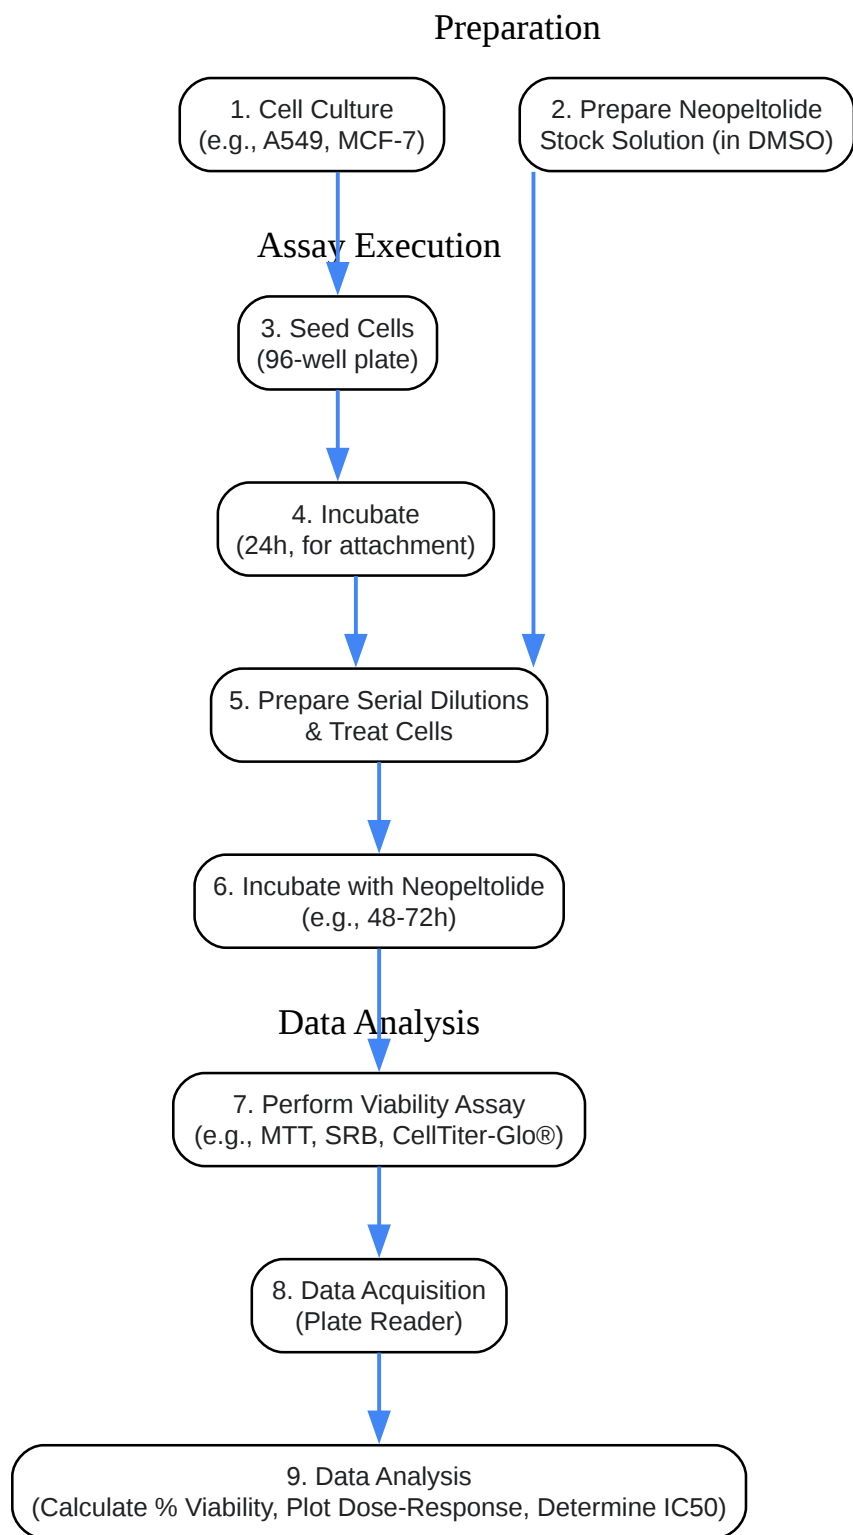 Preparation
1. Cell Culture
(e.g., A549, MCF-7)
2. Prepare Neopeltolide
Stock Solution (in DMSO)
Assay Execution
3. Seed Cells
(96-well plate)
4. Incubate
(24h, for attachment)
5. Prepare Serial Dilutions
& Treat Cells
6. Incubate with Neopeltolide
(e.g., 48-72h)
Data Analysis
7. Perform Viability Assay
(e.g., MTT, SRB, CellTiter-Glo®)
8. Data Acquisition
(Plate Reader)
9. Data Analysis
(Calculate % Viability, Plot Dose-Response, Determine IC50)